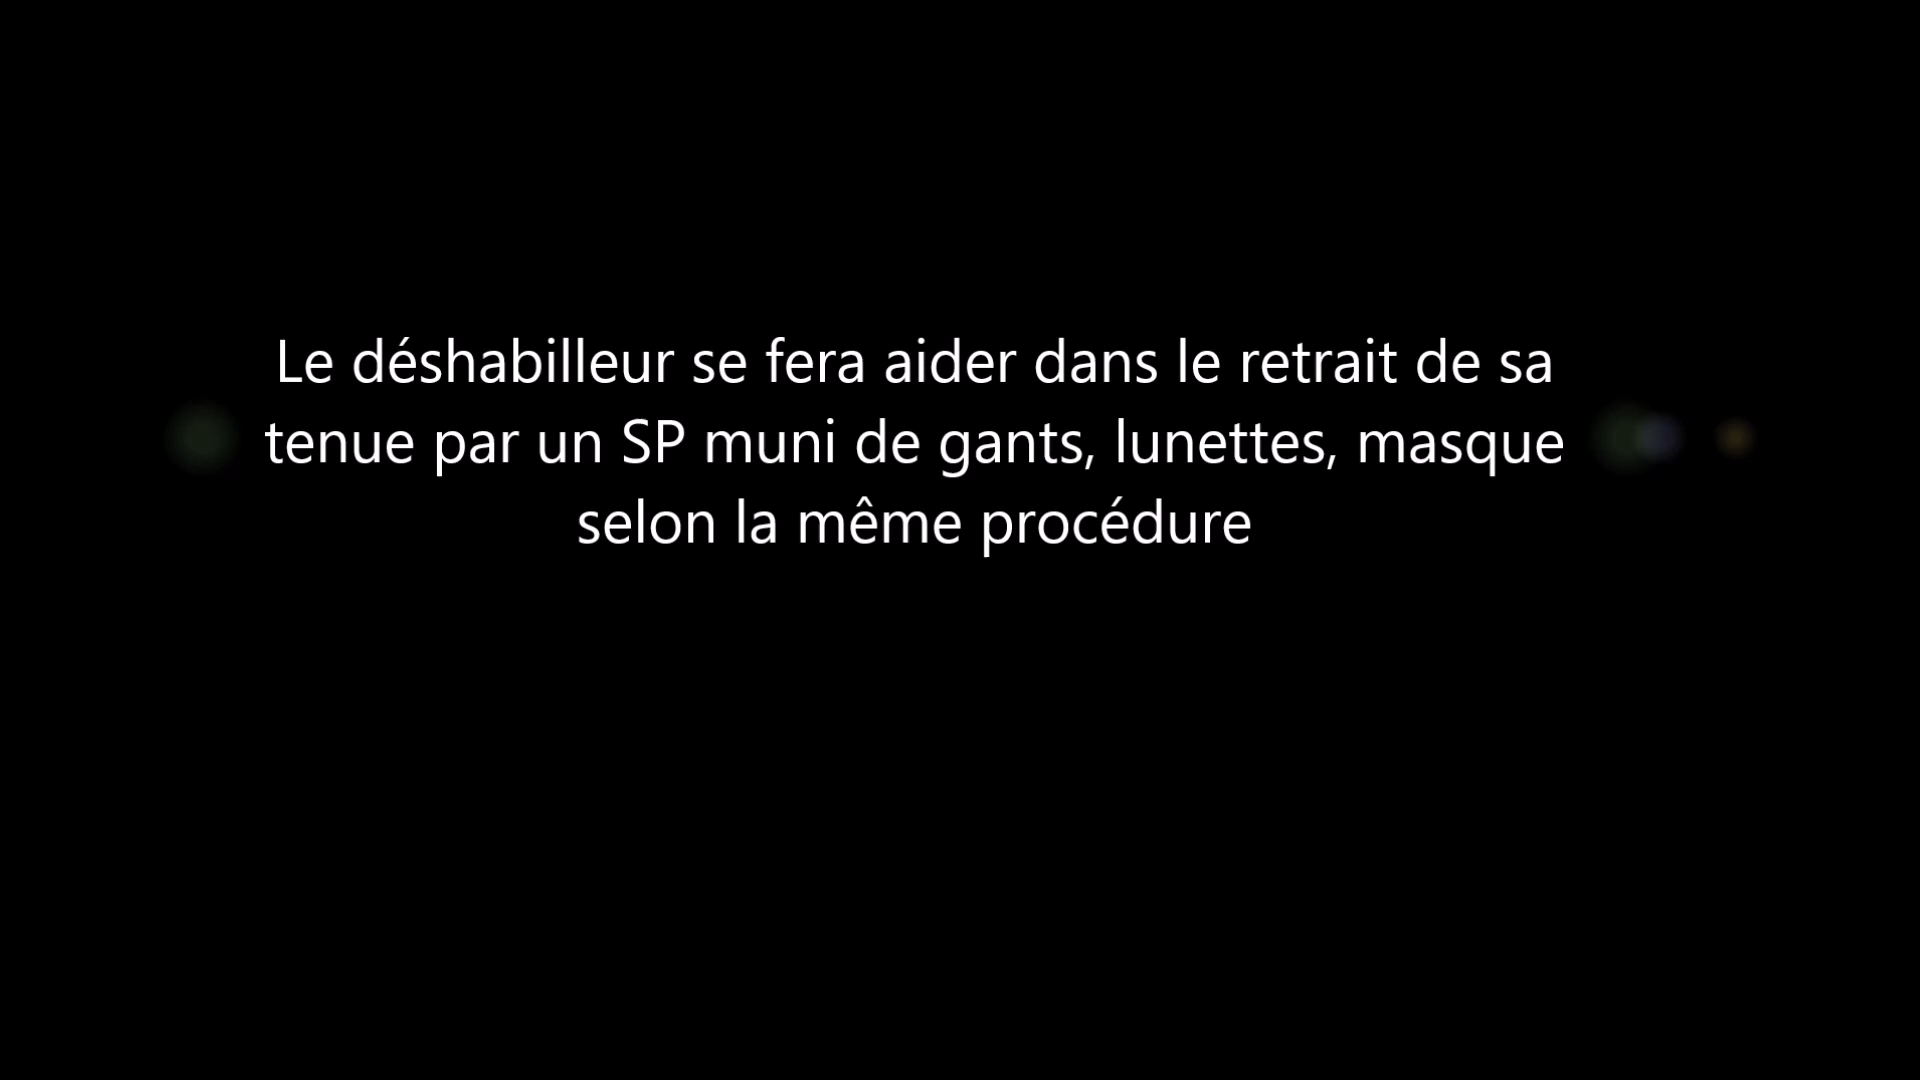 Le déshabilleur se fera aider dans le retrait de sa
tenue par un SP muni de gants, lunettes, masque
selon la même procédure